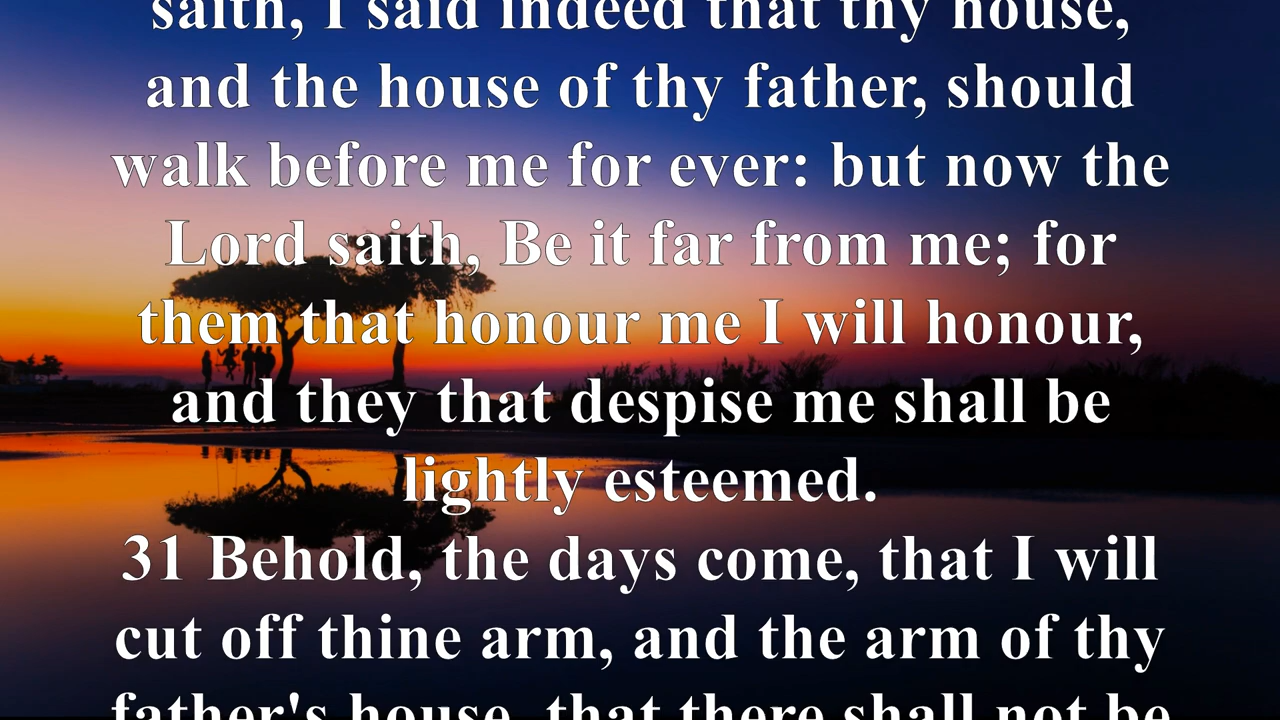 saith, I said indeed that thy house,
and the house of thy father, should
walk before me for ever: but now the
Lord saith, Be it far from me; for
them that honour me I will honour,
and they that despise me shall be
lightly esteemed.
31 Behold, the days come, that I will
cut off thine arm, and the arm of thy
father's house, that there shall not be